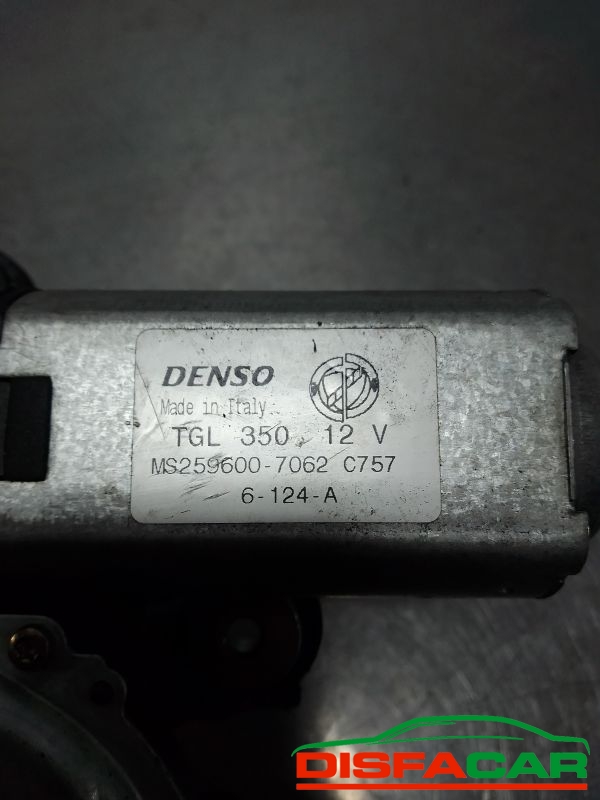 DENSO
Made in Italy
TGL 350 12 V
MS259600-7062 C757
6-124-A
DISFACAR